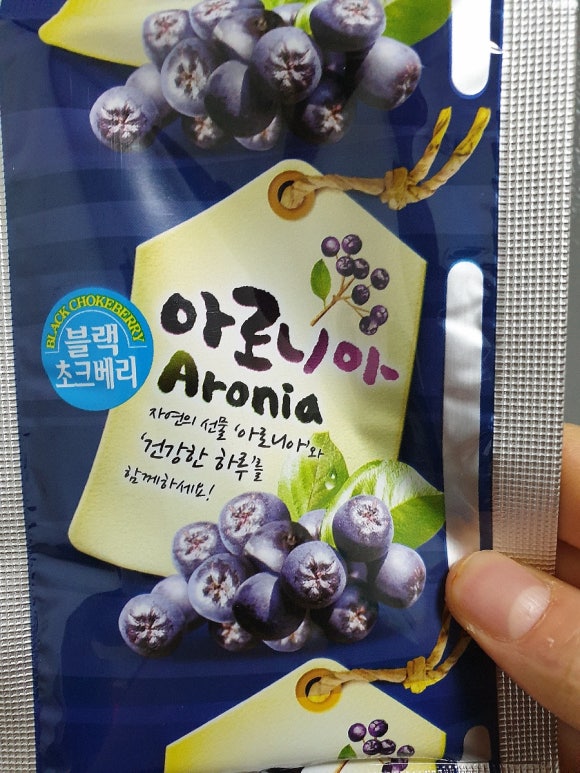 BLACK CHOKEBERRY
블랙
초크베리
아로니아
Aronia
자연의 선물 '아로니아'와
'건강한 하루'를
함께하세요!